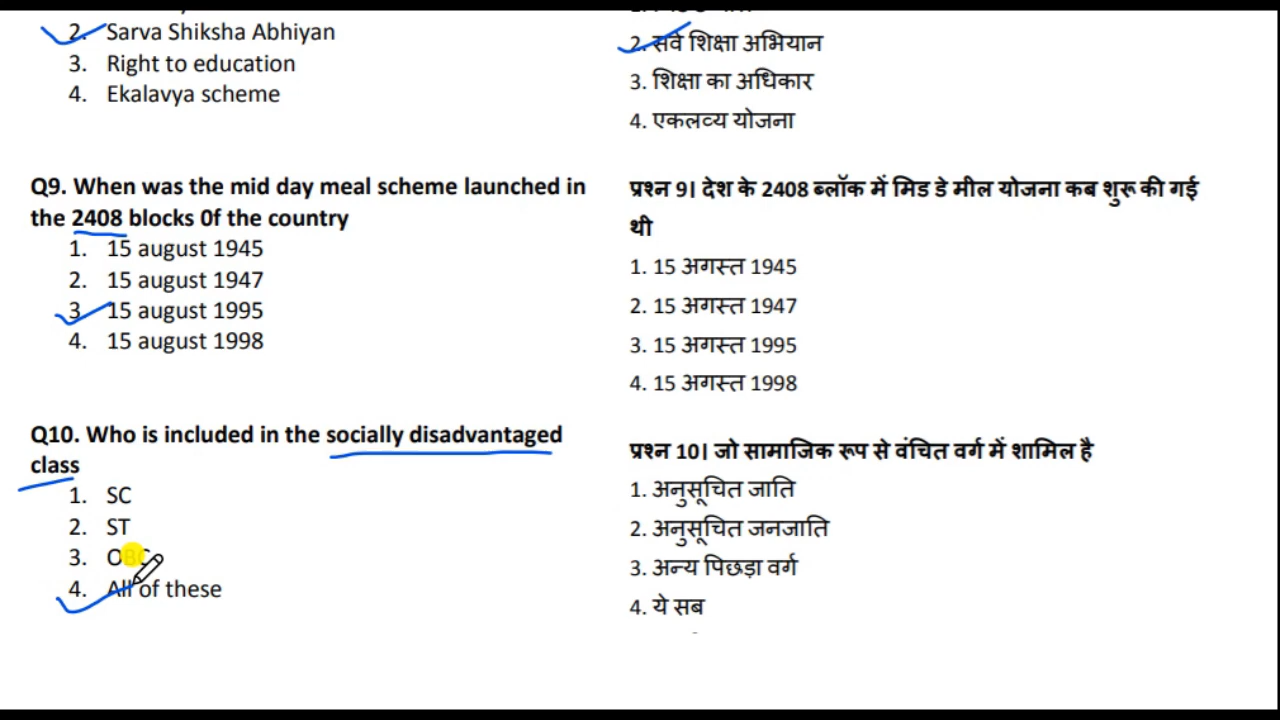 2. Sarva Shiksha Abhiyan
3. Right to education
4. Ekalavya scheme
Q9. When was the mid day meal scheme launched in
the 2408 blocks 0f the country
1. 15 august 1945
2. 15 august 1947
3. 15 august 1995
4. 15 august 1998
Q10. Who is included in the socially disadvantaged
class
1. SC
2. ST
3. OBC
4. All of these
2. सर्व शिक्षा अभियान
3. शिक्षा का अधिकार
4. एकलव्य योजना
प्रश्न 9। देश के 2408 ब्लॉक में मिड डे मील योजना कब शुरू की गई
थी
1. 15 अगस्त 1945
2. 15 अगस्त 1947
3. 15 अगस्त 1995
4. 15 अगस्त 1998
प्रश्न 10। जो सामाजिक रूप से वंचित वर्ग में शामिल है
1. अनुसूचित जाति
2. अनुसूचित जनजाति
3. अन्य पिछड़ा वर्ग
4. ये सब